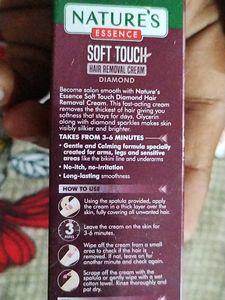 NATURE'S
ESSENCE
SOFT TOUCH
HAIR REMOVAL CREAM
DIAMOND
Become salon smooth with Nature's
Essence Soft Touch Diamond Hair
Removal Cream. This fast-acting cream
removes the thickest of hair giving you
softness that stays for days. Glycerin
along with diamond sparkles makes skin
visibly silkier and brighter.
TAKES FROM 3-6 MINUTES
• Gentle and Calming formula specially
created for arms, legs and sensitive
areas like the bikini line and underarms
• No-itch, no-irritation
• Long-lasting smoothness
HOW TO USE
Using the spatula provided, apply
the cream in a thick layer over the
skin, fully covering all unwanted hair.
3
Leave the cream on the skin for
3-6 minutes.
Wipe off the cream from a small
area to check if the hair is
removed. If not, leave on for
another minute and check again.
Scrape off the cream with the
spatula or gently wipe with a wet
cotton towel. Rinse thoroughly and
pat dry.